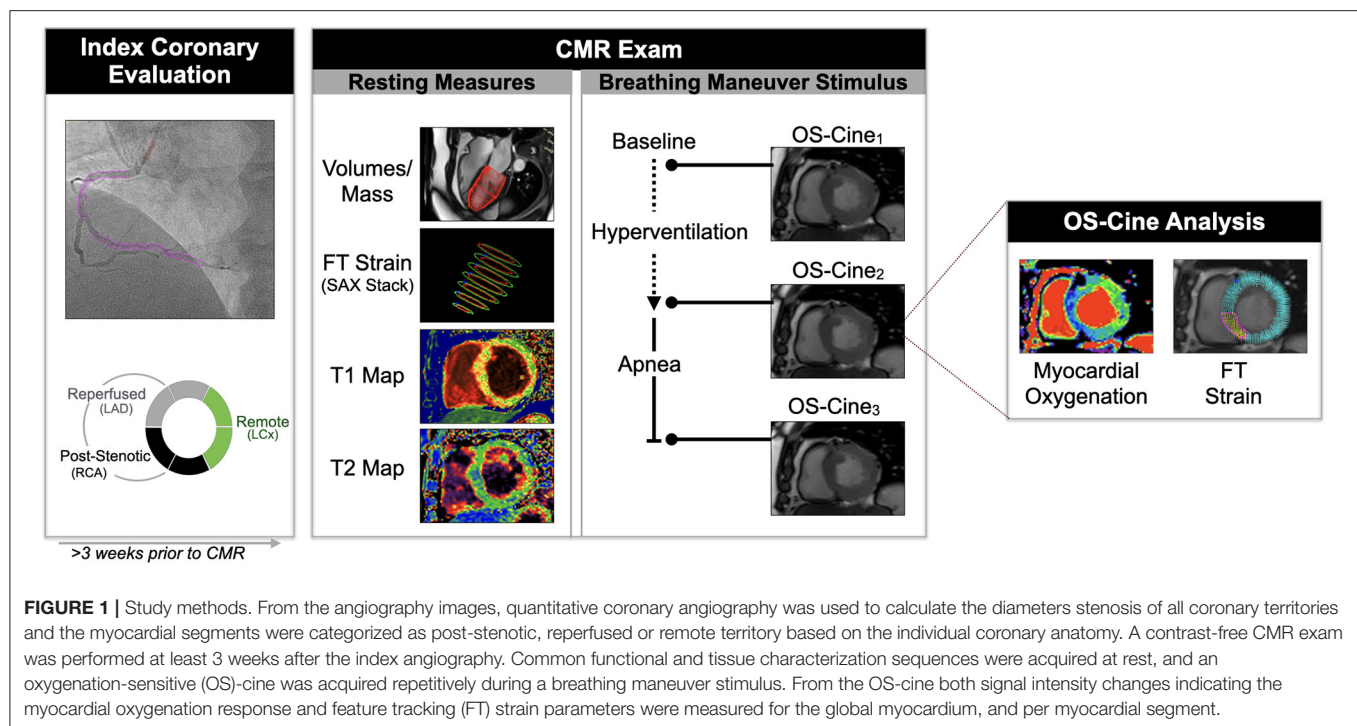 Index Coronary
Evaluation
Reperfused
(LAD)
Remote
(LCx)
Post-Stenotic
(RCA)
>3 weeks prior to CMR
CMR Exam
Resting Measures
Volumes/
Mass
FT Strain
(SAX Stack)
T1 Map
T2 Map
Breathing Maneuver Stimulus
Baseline
Hyperventilation
Apnea
OS-Cine1
OS-Cine2
OS-Cine3
OS-Cine Analysis
Myocardial
Oxygenation
FT
Strain
FIGURE 1 | Study methods. From the angiography images, quantitative coronary angiography was used to calculate the diameters stenosis of all coronary territories
and the myocardial segments were categorized as post-stenotic, reperfused or remote territory based on the individual coronary anatomy. A contrast-free CMR exam
was performed at least 3 weeks after the index angiography. Common functional and tissue characterization sequences were acquired at rest, and an
oxygenation-sensitive (OS)-cine was acquired repetitively during a breathing maneuver stimulus. From the OS-cine both signal intensity changes indicating the
myocardial oxygenation response and feature tracking (FT) strain parameters were measured for the global myocardium, and per myocardial segment.